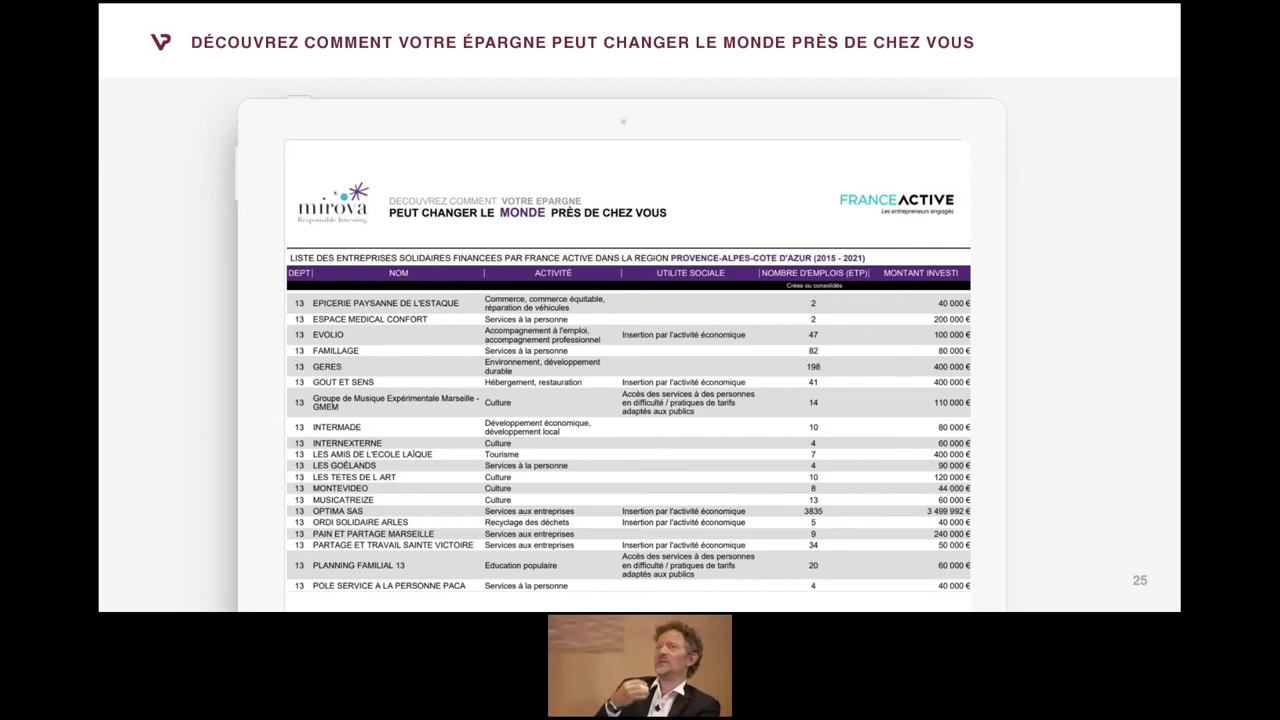 DÉCOUVREZ COMMENT VOTRE ÉPARGNE PEUT CHANGER LE MONDE PRÈS DE CHEZ VOUS
mirova
Responsible Investing
DECOUVREZ COMMENT VOTRE EPARGNE
PEUT CHANGER LE MONDE PRÈS DE CHEZ VOUS
FRANCEACTIVE
Les entrepreneurs engagés
LISTE DES ENTREPRISES SOLIDAIRES FINANCEES PAR FRANCE ACTIVE DANS LA REGION PROVENCE-ALPES-COTE D'AZUR (2015 - 2021)
DEPT| NOM | ACTIVITÉ | UTILITE SOCIALE |NOMBRE D'EMPLOIS (ETP)| MONTANT INVESTI
Crées ou consolidés
13 EPICERIE PAYSANNE DE L'ESTAQUE Commerce, commerce équitable, réparation de véhicules 2 40 000 €
13 ESPACE MEDICAL CONFORT Services à la personne 2 200 000 €
13 EVOLIO Accompagnement à l'emploi, accompagnement professionnel Insertion par l'activité économique 47 100 000 €
13 FAMILLAGE Services à la personne 82 80 000 €
13 GERES Environnement, développement durable 198 400 000 €
13 GOUT ET SENS Hébergement, restauration Insertion par l'activité économique 41 400 000 €
13 Groupe de Musique Expérimentale Marseille - GMEM Culture Accès des services à des personnes en difficulté / pratiques de tarifs adaptés aux publics 14 110 000 €
13 INTERMADE Développement économique, développement local 10 80 000 €
13 INTERNEXTERNE Culture 4 60 000 €
13 LES AMIS DE L'ECOLE LAÏQUE Tourisme 7 400 000 €
13 LES GOÉLANDS Services à la personne 4 90 000 €
13 LES TETES DE L ART Culture 10 120 000 €
13 MONTEVIDEO Culture 8 44 000 €
13 MUSICATREIZE Culture 13 60 000 €
13 OPTIMA SAS Services aux entreprises Insertion par l'activité économique 3835 3 499 992 €
13 ORDI SOLIDAIRE ARLES Recyclage des déchets Insertion par l'activité économique 5 40 000 €
13 PAIN ET PARTAGE MARSEILLE Services aux entreprises 9 240 000 €
13 PARTAGE ET TRAVAIL SAINTE VICTOIRE Services aux entreprises Insertion par l'activité économique 34 50 000 €
13 PLANNING FAMILIAL 13 Education populaire Accès des services à des personnes en difficulté / pratiques de tarifs adaptés aux publics 20 60 000 €
13 POLE SERVICE A LA PERSONNE PACA Services à la personne 4 40 000 €
25